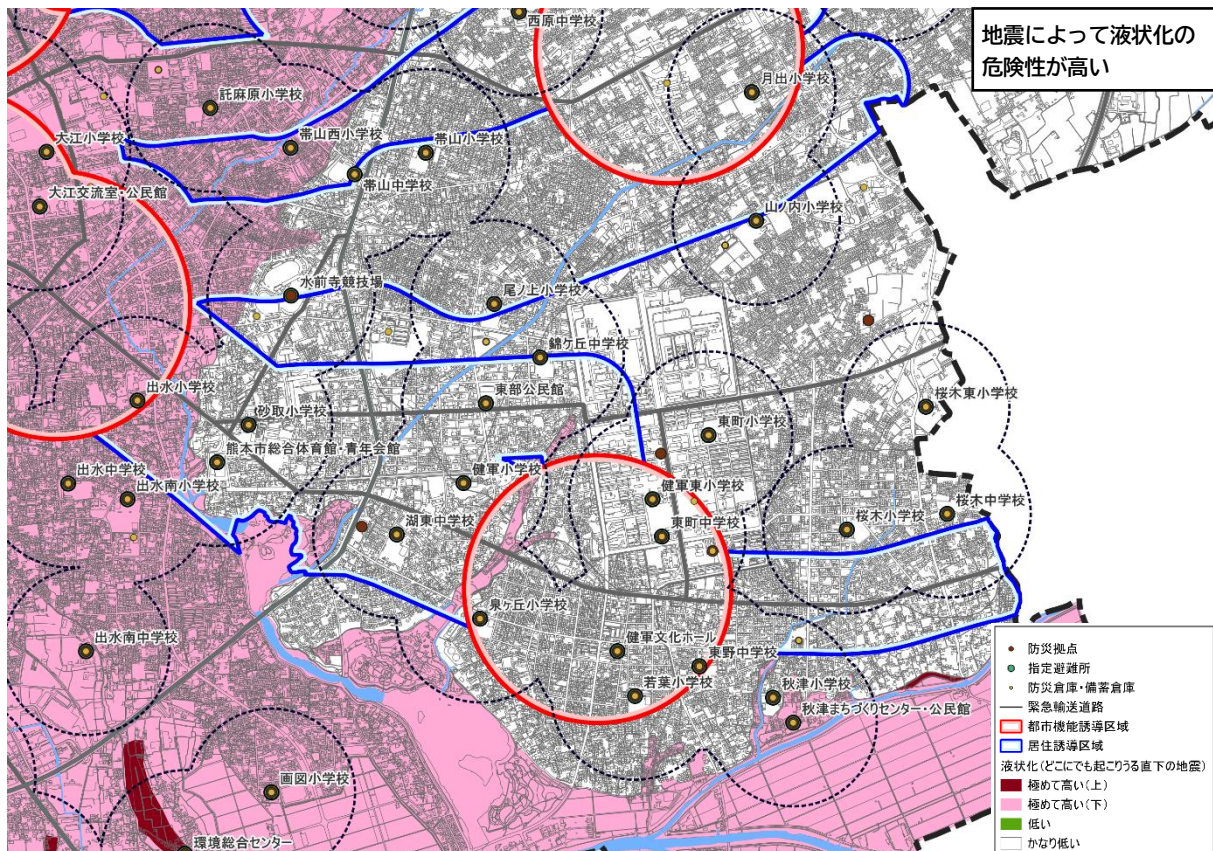 地震によって液状化の
危険性が高い
西原中学校
月出小学校
託麻原小学校
大江小学校
帯山西小学校
帯山小学校
帯山中学校
大江交流室・公民館
山ノ内小学校
水前寺競技場
尾ノ上小学校
錦ケ丘中学校
出水小学校
砂取小学校
東部公民館
桜木東小学校
東町小学校
熊本市総合体育館・青年会館
出水中学校
出水南小学校
健軍小学校
健軍東小学校
湖東中学校
東町中学校
桜木小学校
桜木中学校
泉ヶ丘小学校
出水南中学校
健軍文化ホール
東野中学校
若葉小学校
秋津小学校
秋津まちづくりセンター・公民館
画図小学校
環境総合センター
防災拠点
指定避難所
防災倉庫・備蓄倉庫
緊急輸送道路
都市機能誘導区域
居住誘導区域
液状化(どこにでも起こりうる直下の地震)
極めて高い(上)
極めて高い(下)
低い
かなり低い